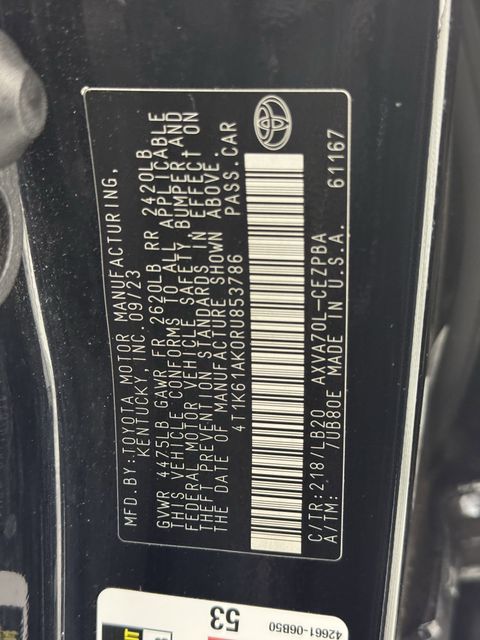 MFD.BY:TOYOTA MOTOR MANUFACTURING,
KENTUCKY, INC. 09/23
GVWR 4475LB GAWR FR 2620LB RR 2420LB
THIS VEHICLE CONFORMS TO ALL APPLICABLE
FEDERAL MOTOR VEHICLE SAFETY, BUMPER AND
THEFT PREVENTION STANDARDS IN EFFECT ON
THE DATE OF MANUFACTURE SHOWN ABOVE.
4T1K61AK0RU853786 PASS.CAR
C/TR:218/LB20 AXVA70L-CEZPBA
A/TM: 7UB80E MADE IN U.S.A. 61167
53
42661-06B50